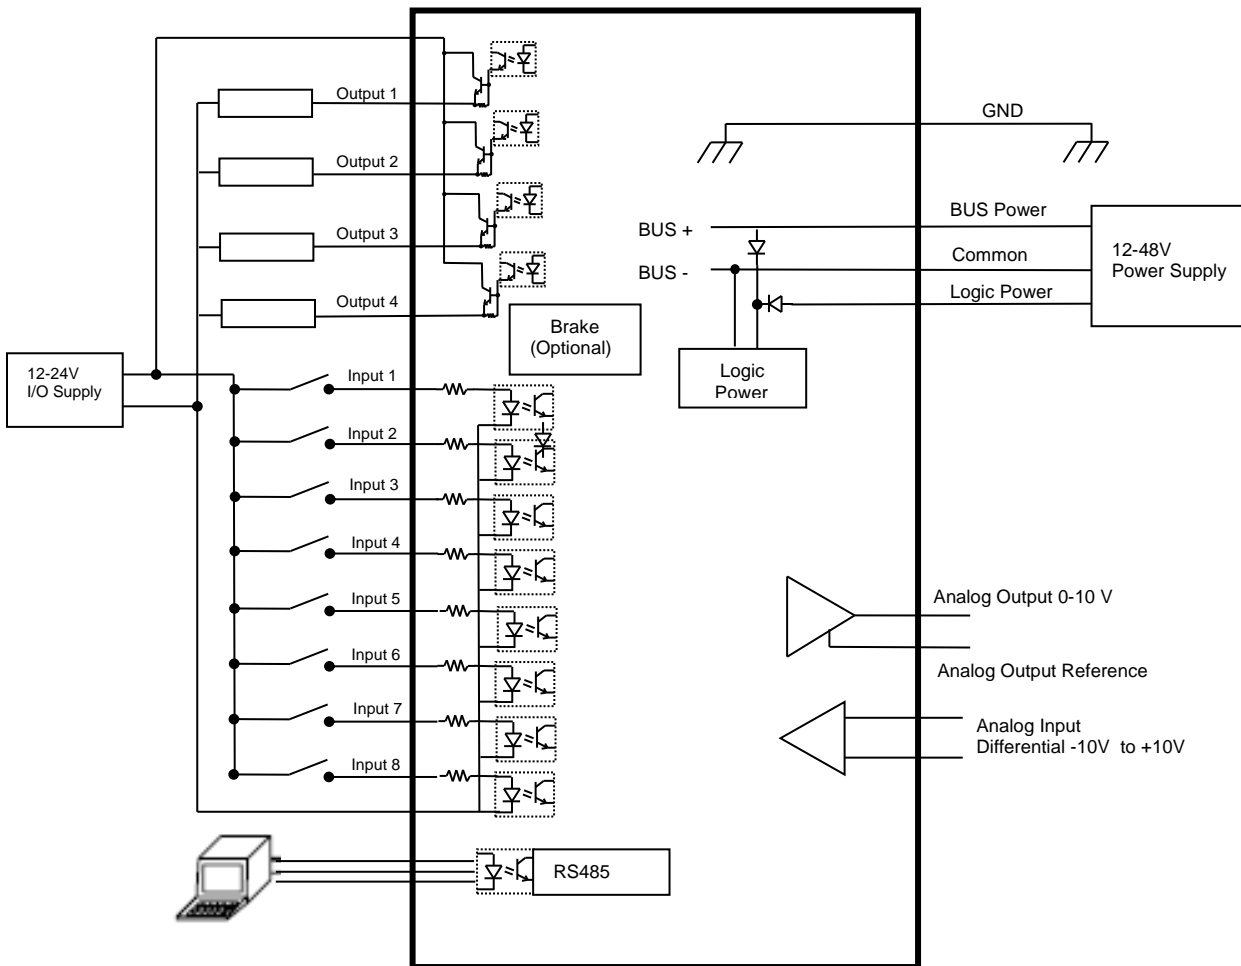 Output 1
Output 2
Output 3
Output 4
12-24V
I/O Supply
Input 1
Input 2
Input 3
Input 4
Input 5
Input 6
Input 7
Input 8
Brake
(Optional)
RS485
GND
BUS +
BUS -
BUS Power
Common
Logic Power
12-48V
Power Supply
Logic
Power
Analog Output 0-10 V
Analog Output Reference
Analog Input
Differential -10V to +10V